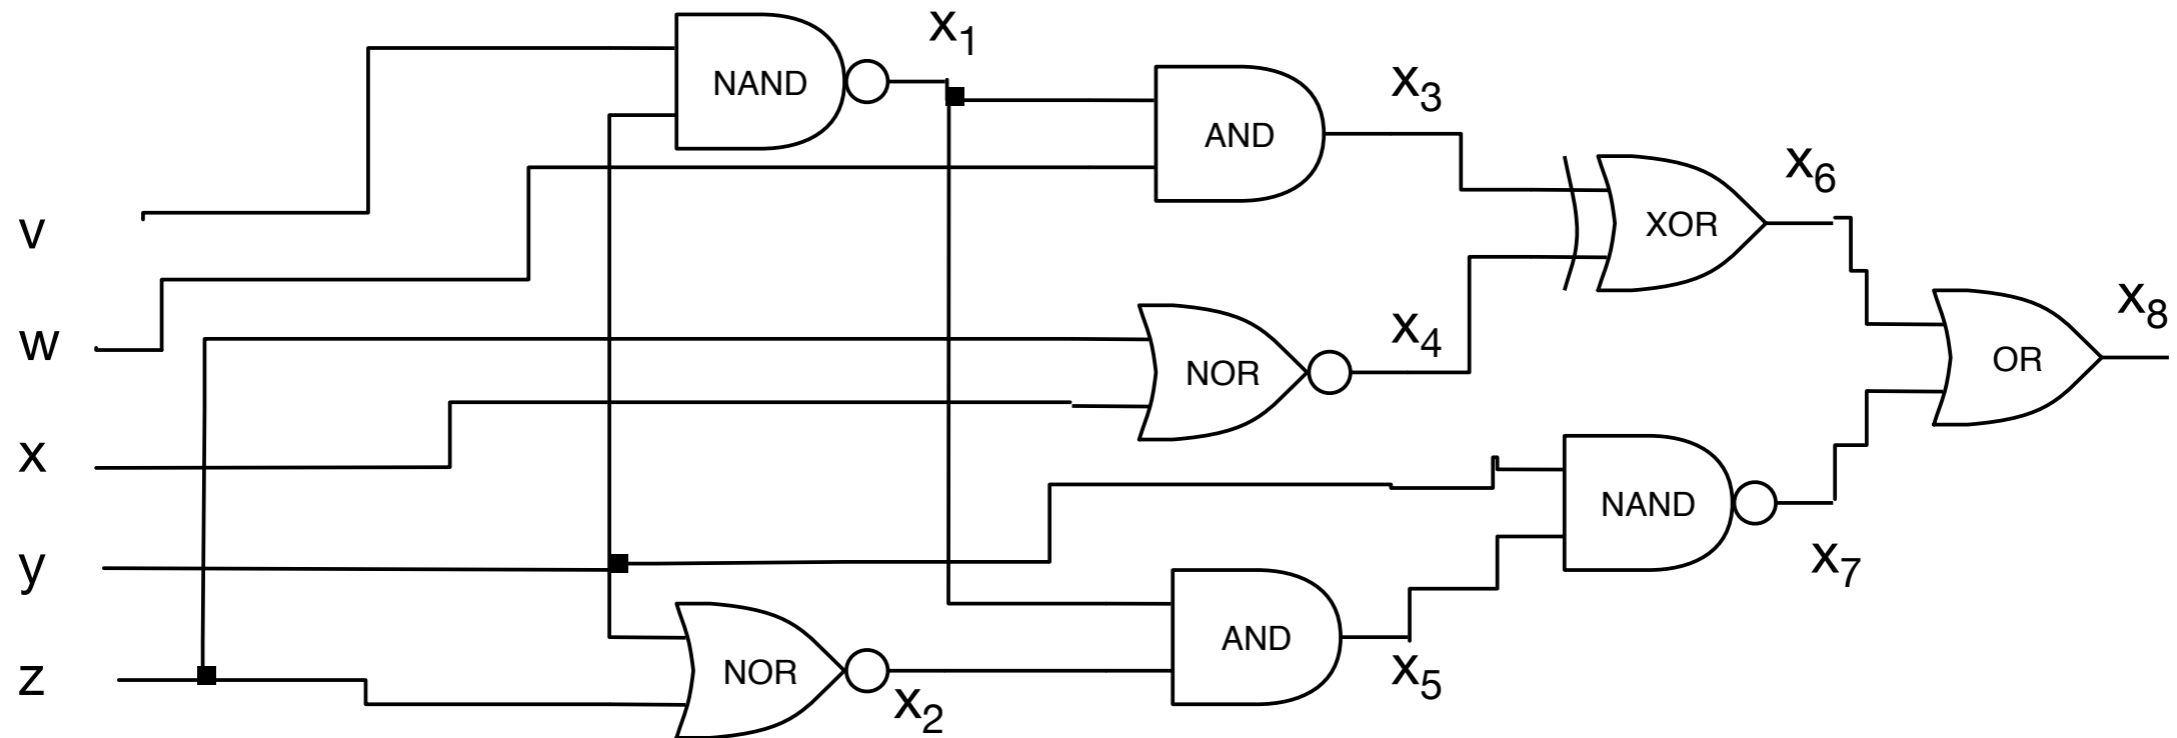 x1
NAND
x3
AND
x6
XOR
v
x8
w
x4
OR
NOR
x
NAND
y
x7
AND
z
NOR
x5
x2